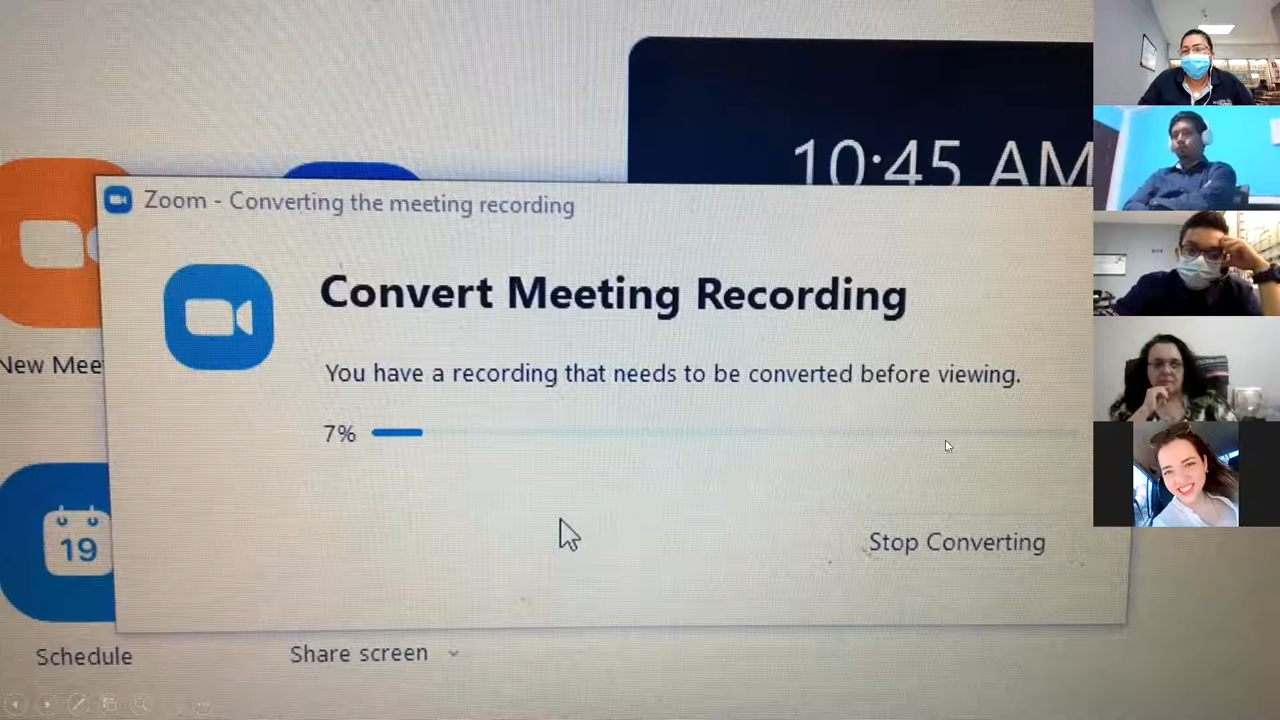 10:45 AM
Zoom - Converting the meeting recording
Convert Meeting Recording
You have a recording that needs to be converted before viewing.
7%
Stop Converting
New Mee
19
Schedule
Share screen